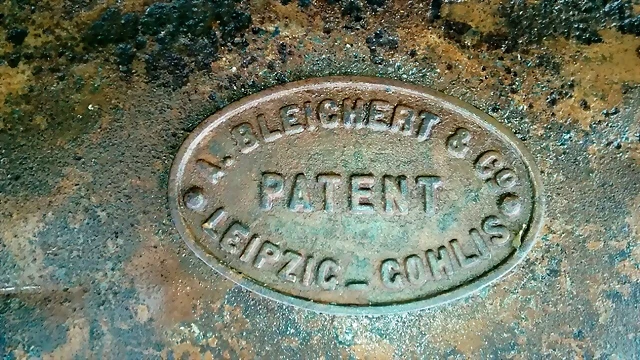 A. BLEICHERT & Co.
PATENT
LEIPZIG – GOHLIS